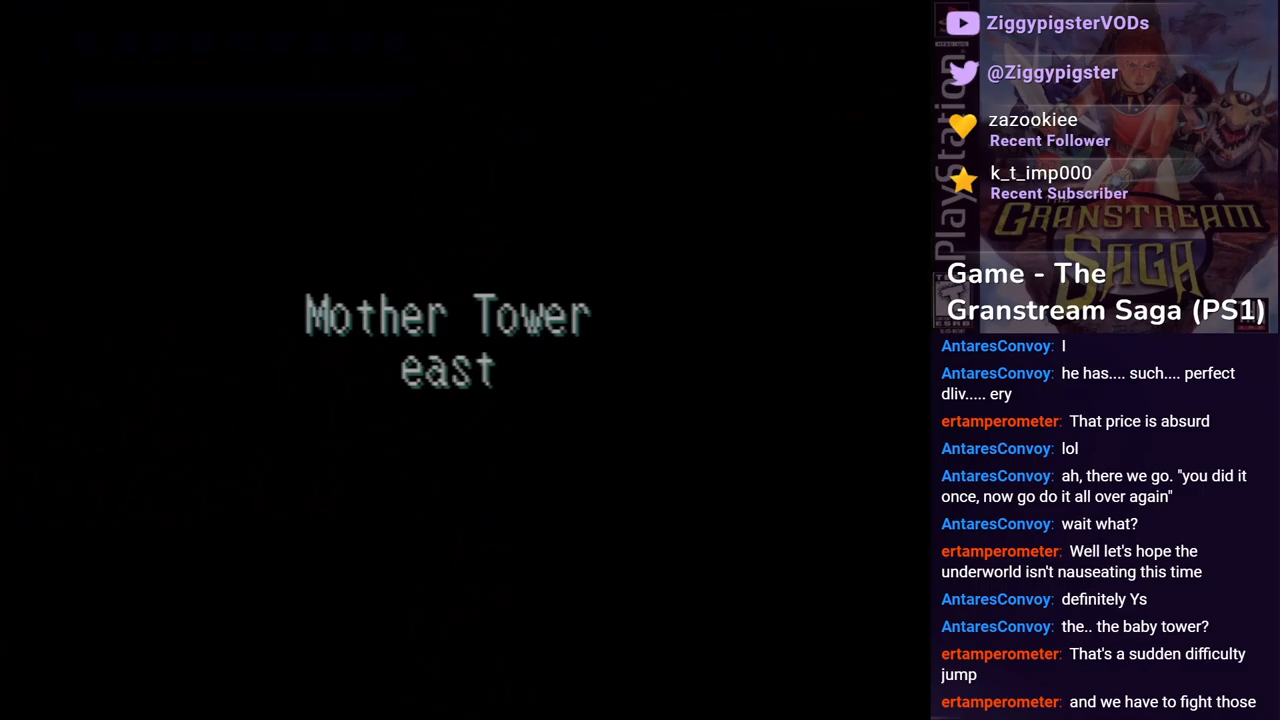 Mother Tower
east
ZiggypigsterVODs
@Ziggypigster
zazookiee
Recent Follower
k_t_imp000
Recent Subscriber
PlayStation
THE
GRANSTREAM
SAGA
Game - The
Granstream Saga (PS1)
AntaresConvoy: I
AntaresConvoy: he has.... such.... perfect
dliv..... ery
ertamperometer: That price is absurd
AntaresConvoy: lol
AntaresConvoy: ah, there we go. "you did it
once, now go do it all over again"
AntaresConvoy: wait what?
ertamperometer: Well let's hope the
underworld isn't nauseating this time
AntaresConvoy: definitely Ys
AntaresConvoy: the.. the baby tower?
ertamperometer: That's a sudden difficulty
jump
ertamperometer: and we have to fight those